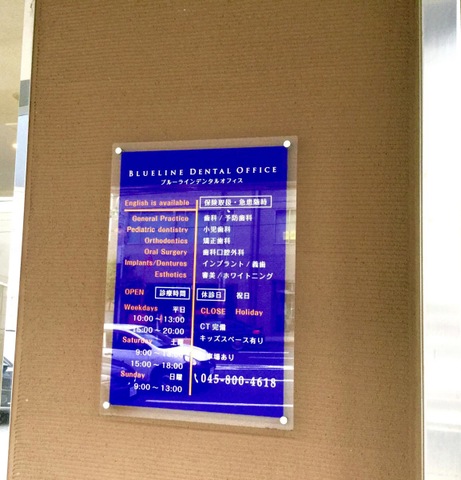 BLUELINE DENTAL OFFICE
ブルーラインデンタルオフィス
English is available 保険取扱・急患随時
General Practice 歯科/予防歯科
Pediatric dentistry 小児歯科
Orthodontics 矯正歯科
Oral Surgery 歯科口腔外科
Implants/Dentures インプラント/義歯
Esthetics 審美/ホワイトニング
OPEN 診療時間 休診日 祝日
Weekdays 平日 CLOSE Holiday
10:00~13:00
15:00~20:00
CT完備
キッズスペース有り
Saturday 土曜
9:00
場あり
15:00~18:00
Sunday 日曜
045-800-4618
9:00~13:00